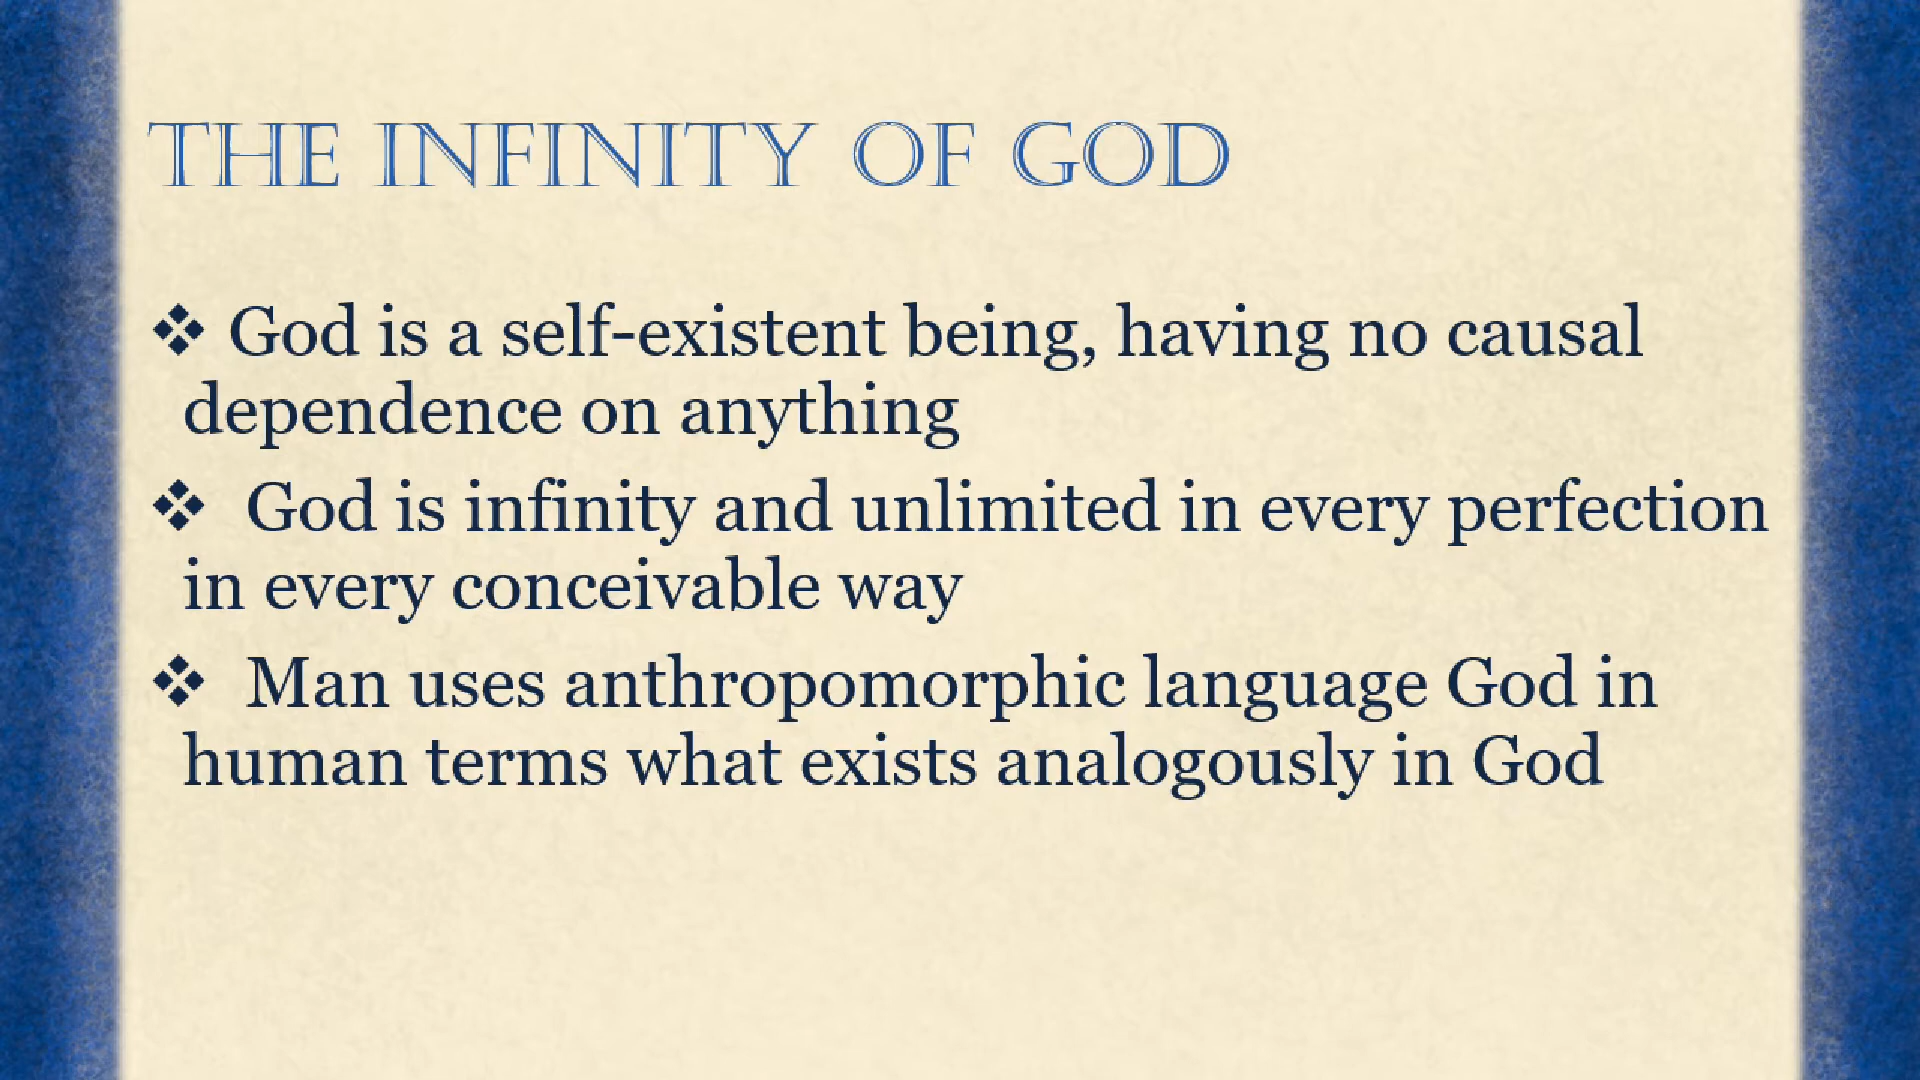 THE INFINITY OF GOD
❖ God is a self-existent being, having no causal
dependence on anything
❖ God is infinity and unlimited in every perfection
in every conceivable way
❖ Man uses anthropomorphic language God in
human terms what exists analogously in God